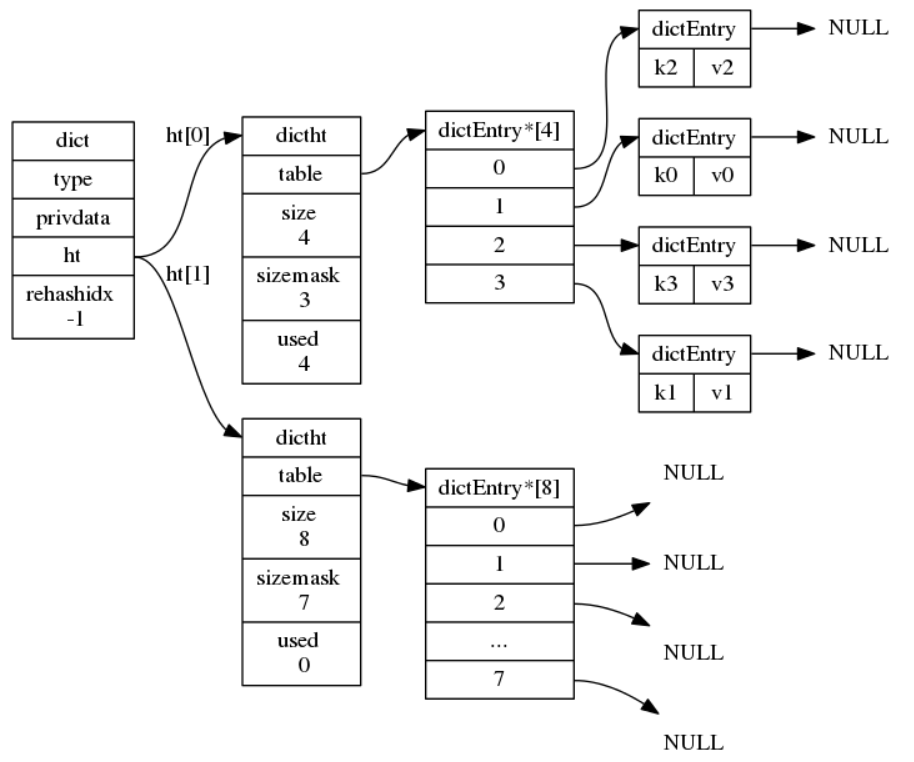 dict
type
privdata
ht
rehashidx
-1
ht[0]
ht[1]
dictht
table
size
4
sizemask
3
used
4
dictEntry*[4]
0
1
2
3
dictEntry
k2 v2
NULL
dictEntry
k0 v0
NULL
dictEntry
k3 v3
NULL
dictEntry
k1 v1
NULL
dictht
table
size
8
sizemask
7
used
0
dictEntry*[8]
0
1
2
...
7
NULL
NULL
NULL
NULL